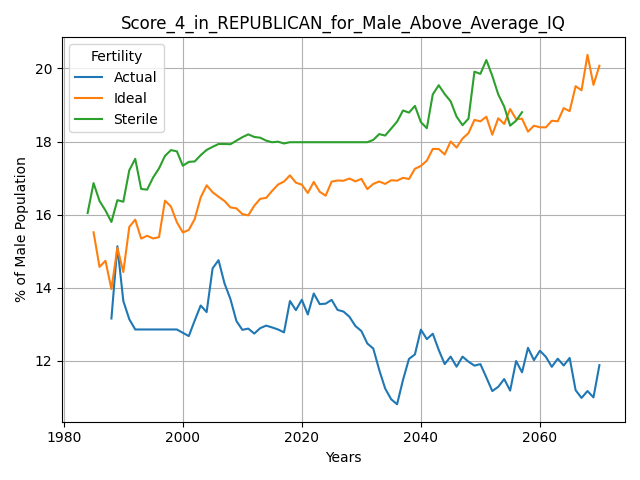 Score_4_in_REPUBLICAN_for_Male_Above_Average_IQ
Fertility
Actual
Ideal
Sterile
% of Male Population
20
18
16
14
12
1980
2000
2020
2040
2060
Years